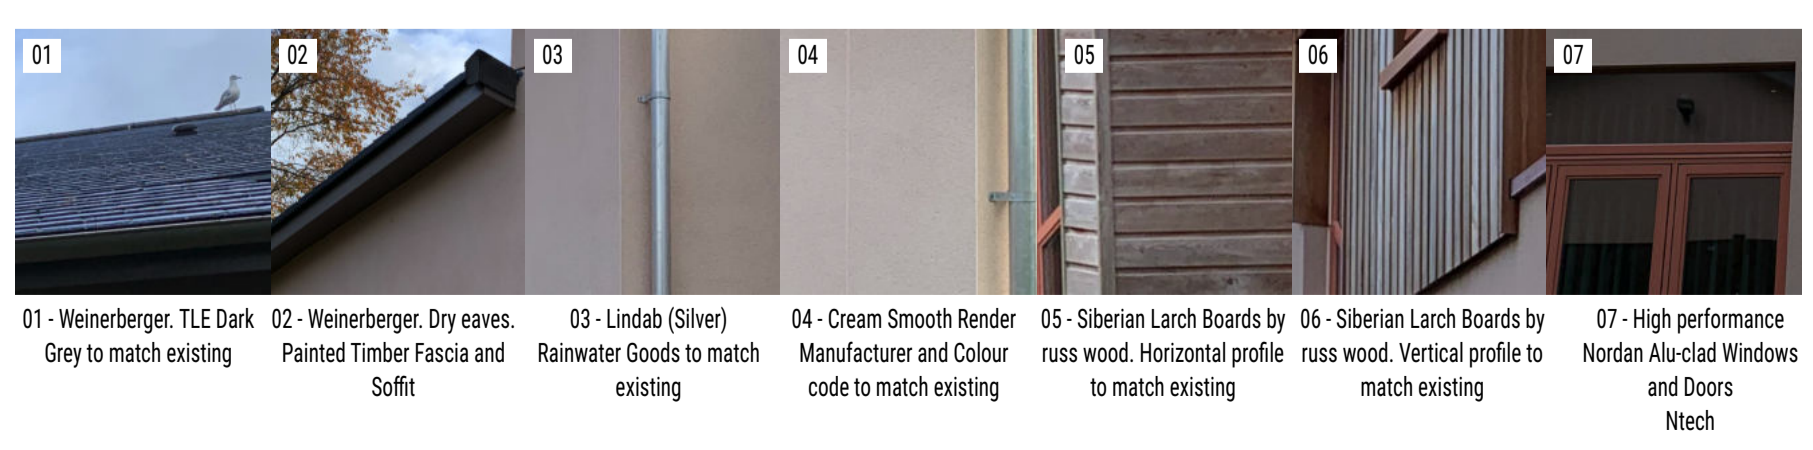 01
02
03
04
05
06
07
01 - Weinerberger. TLE Dark
Grey to match existing
02 - Weinerberger. Dry eaves.
Painted Timber Fascia and
Soffit
03 - Lindab (Silver)
Rainwater Goods to match
existing
04 - Cream Smooth Render
Manufacturer and Colour
code to match existing
05 - Siberian Larch Boards by
russ wood. Horizontal profile
to match existing
06 - Siberian Larch Boards by
russ wood. Vertical profile to
match existing
07 - High performance
Nordan Alu-clad Windows
and Doors
Ntech